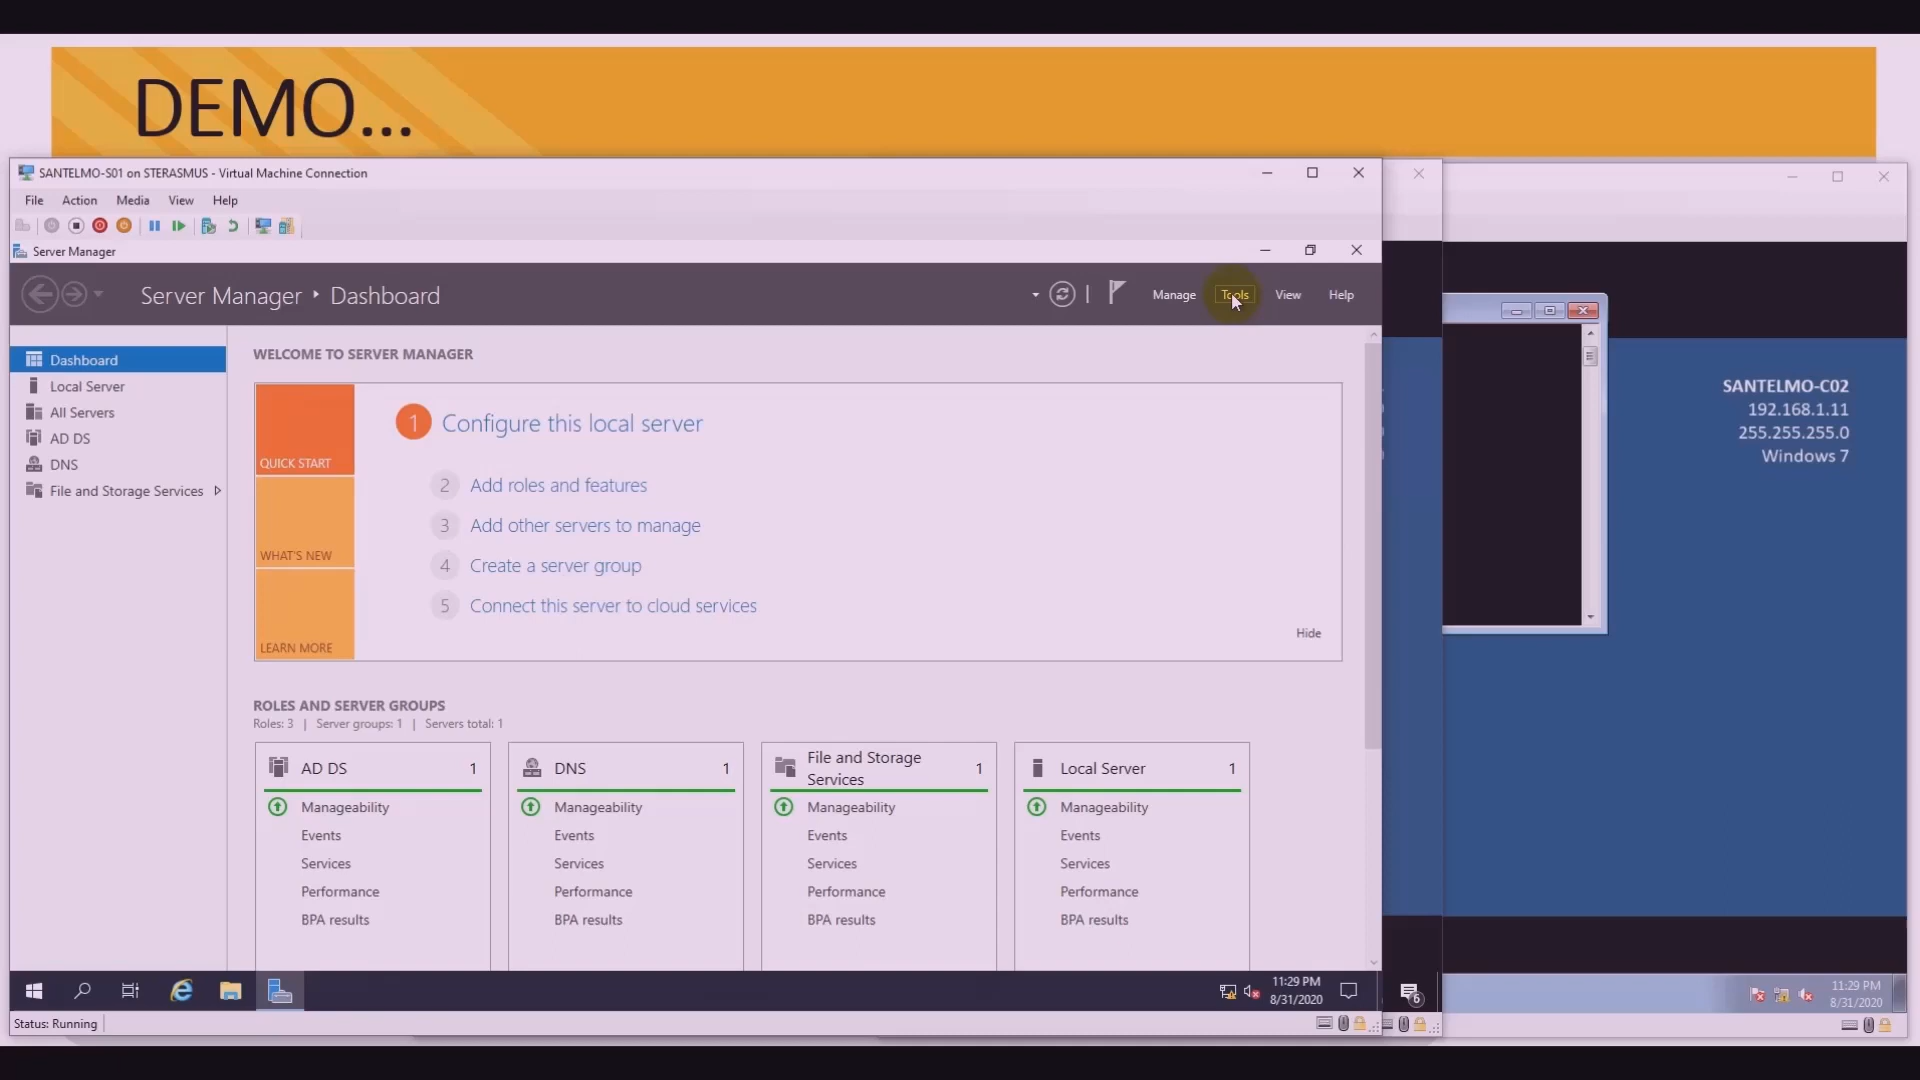 DEMO...
SANTELMO-S01 on STERASMUS - Virtual Machine Connection
File Action Media View Help
Server Manager
Server Manager Dashboard
Manage Tools View Help
Dashboard
Local Server
All Servers
AD DS
DNS
File and Storage Services
WELCOME TO SERVER MANAGER
QUICK START
WHAT'S NEW
LEARN MORE
1 Configure this local server
2 Add roles and features
3 Add other servers to manage
4 Create a server group
5 Connect this server to cloud services
Hide
ROLES AND SERVER GROUPS
Roles: 3 | Server groups: 1 | Servers total: 1
AD DS 1
Manageability
Events
Services
Performance
BPA results
DNS 1
Manageability
Events
Services
Performance
BPA results
File and Storage
Services 1
Manageability
Events
Services
Performance
BPA results
Local Server 1
Manageability
Events
Services
Performance
BPA results
11:29 PM
8/31/2020
Status: Running
6
SANTELMO-C02
192.168.1.11
255.255.255.0
Windows 7
11:29 PM
8/31/2020